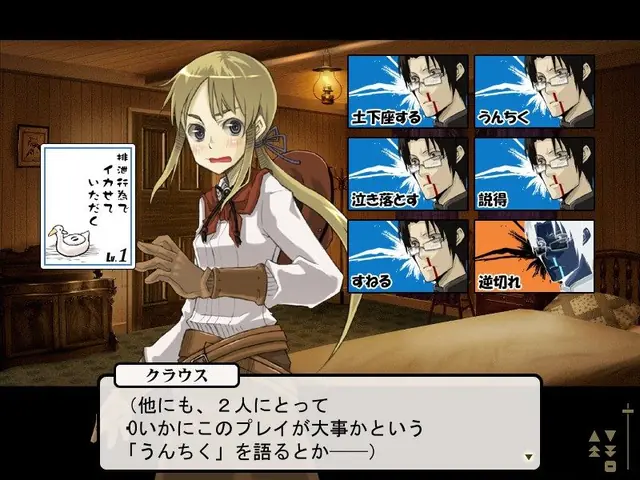 排泄行為で
イカせて
いただく
Lv.1
土下座する
うんちく
泣き落とす
説得
すねる
逆切れ
クラウス
（他にも、２人にとって
いかにこのプレイが大事かという
「うんちく」を語るとか――）